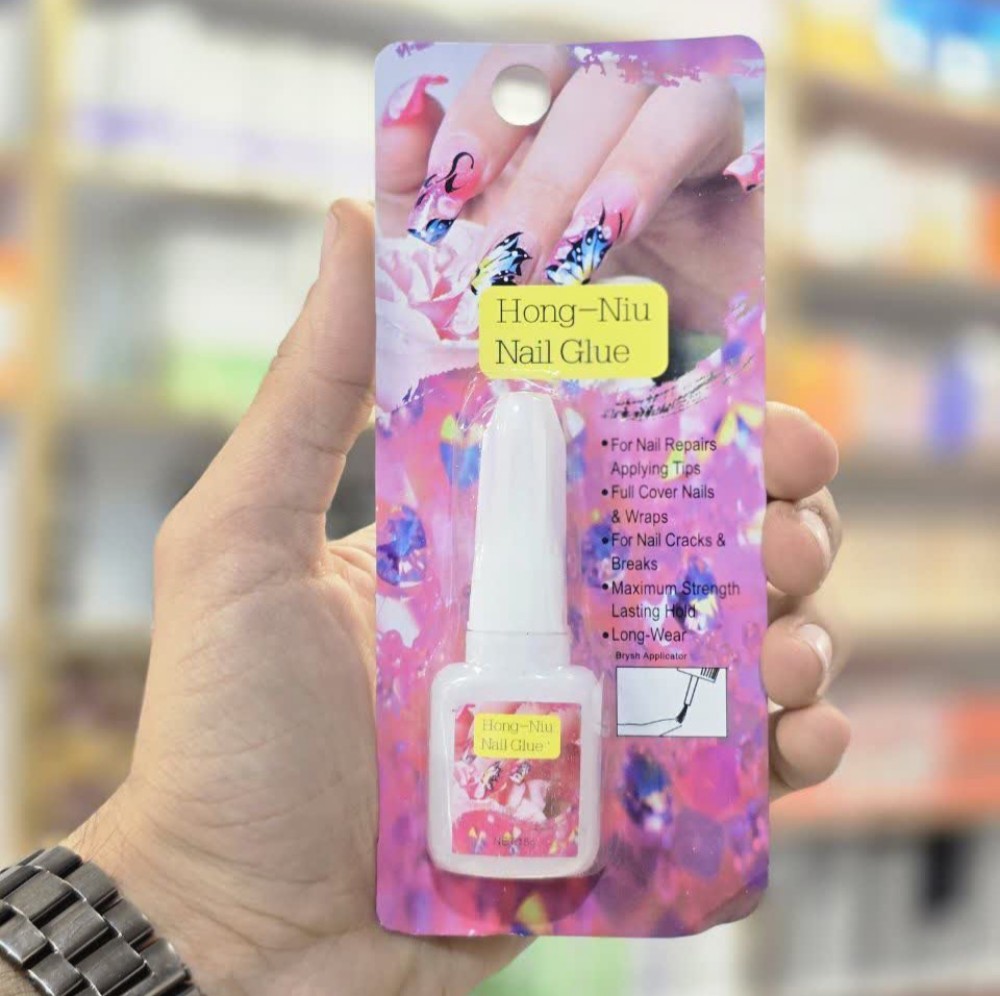 Hong-Niu
Nail Glue
• For Nail Repairs
Applying Tips
• Full Cover Nails
& Wraps
• For Nail Cracks &
Breaks
• Maximum Strength
Lasting Hold
• Long-Wear
Brysh Applicator
Hong-Niu
Nail Glue